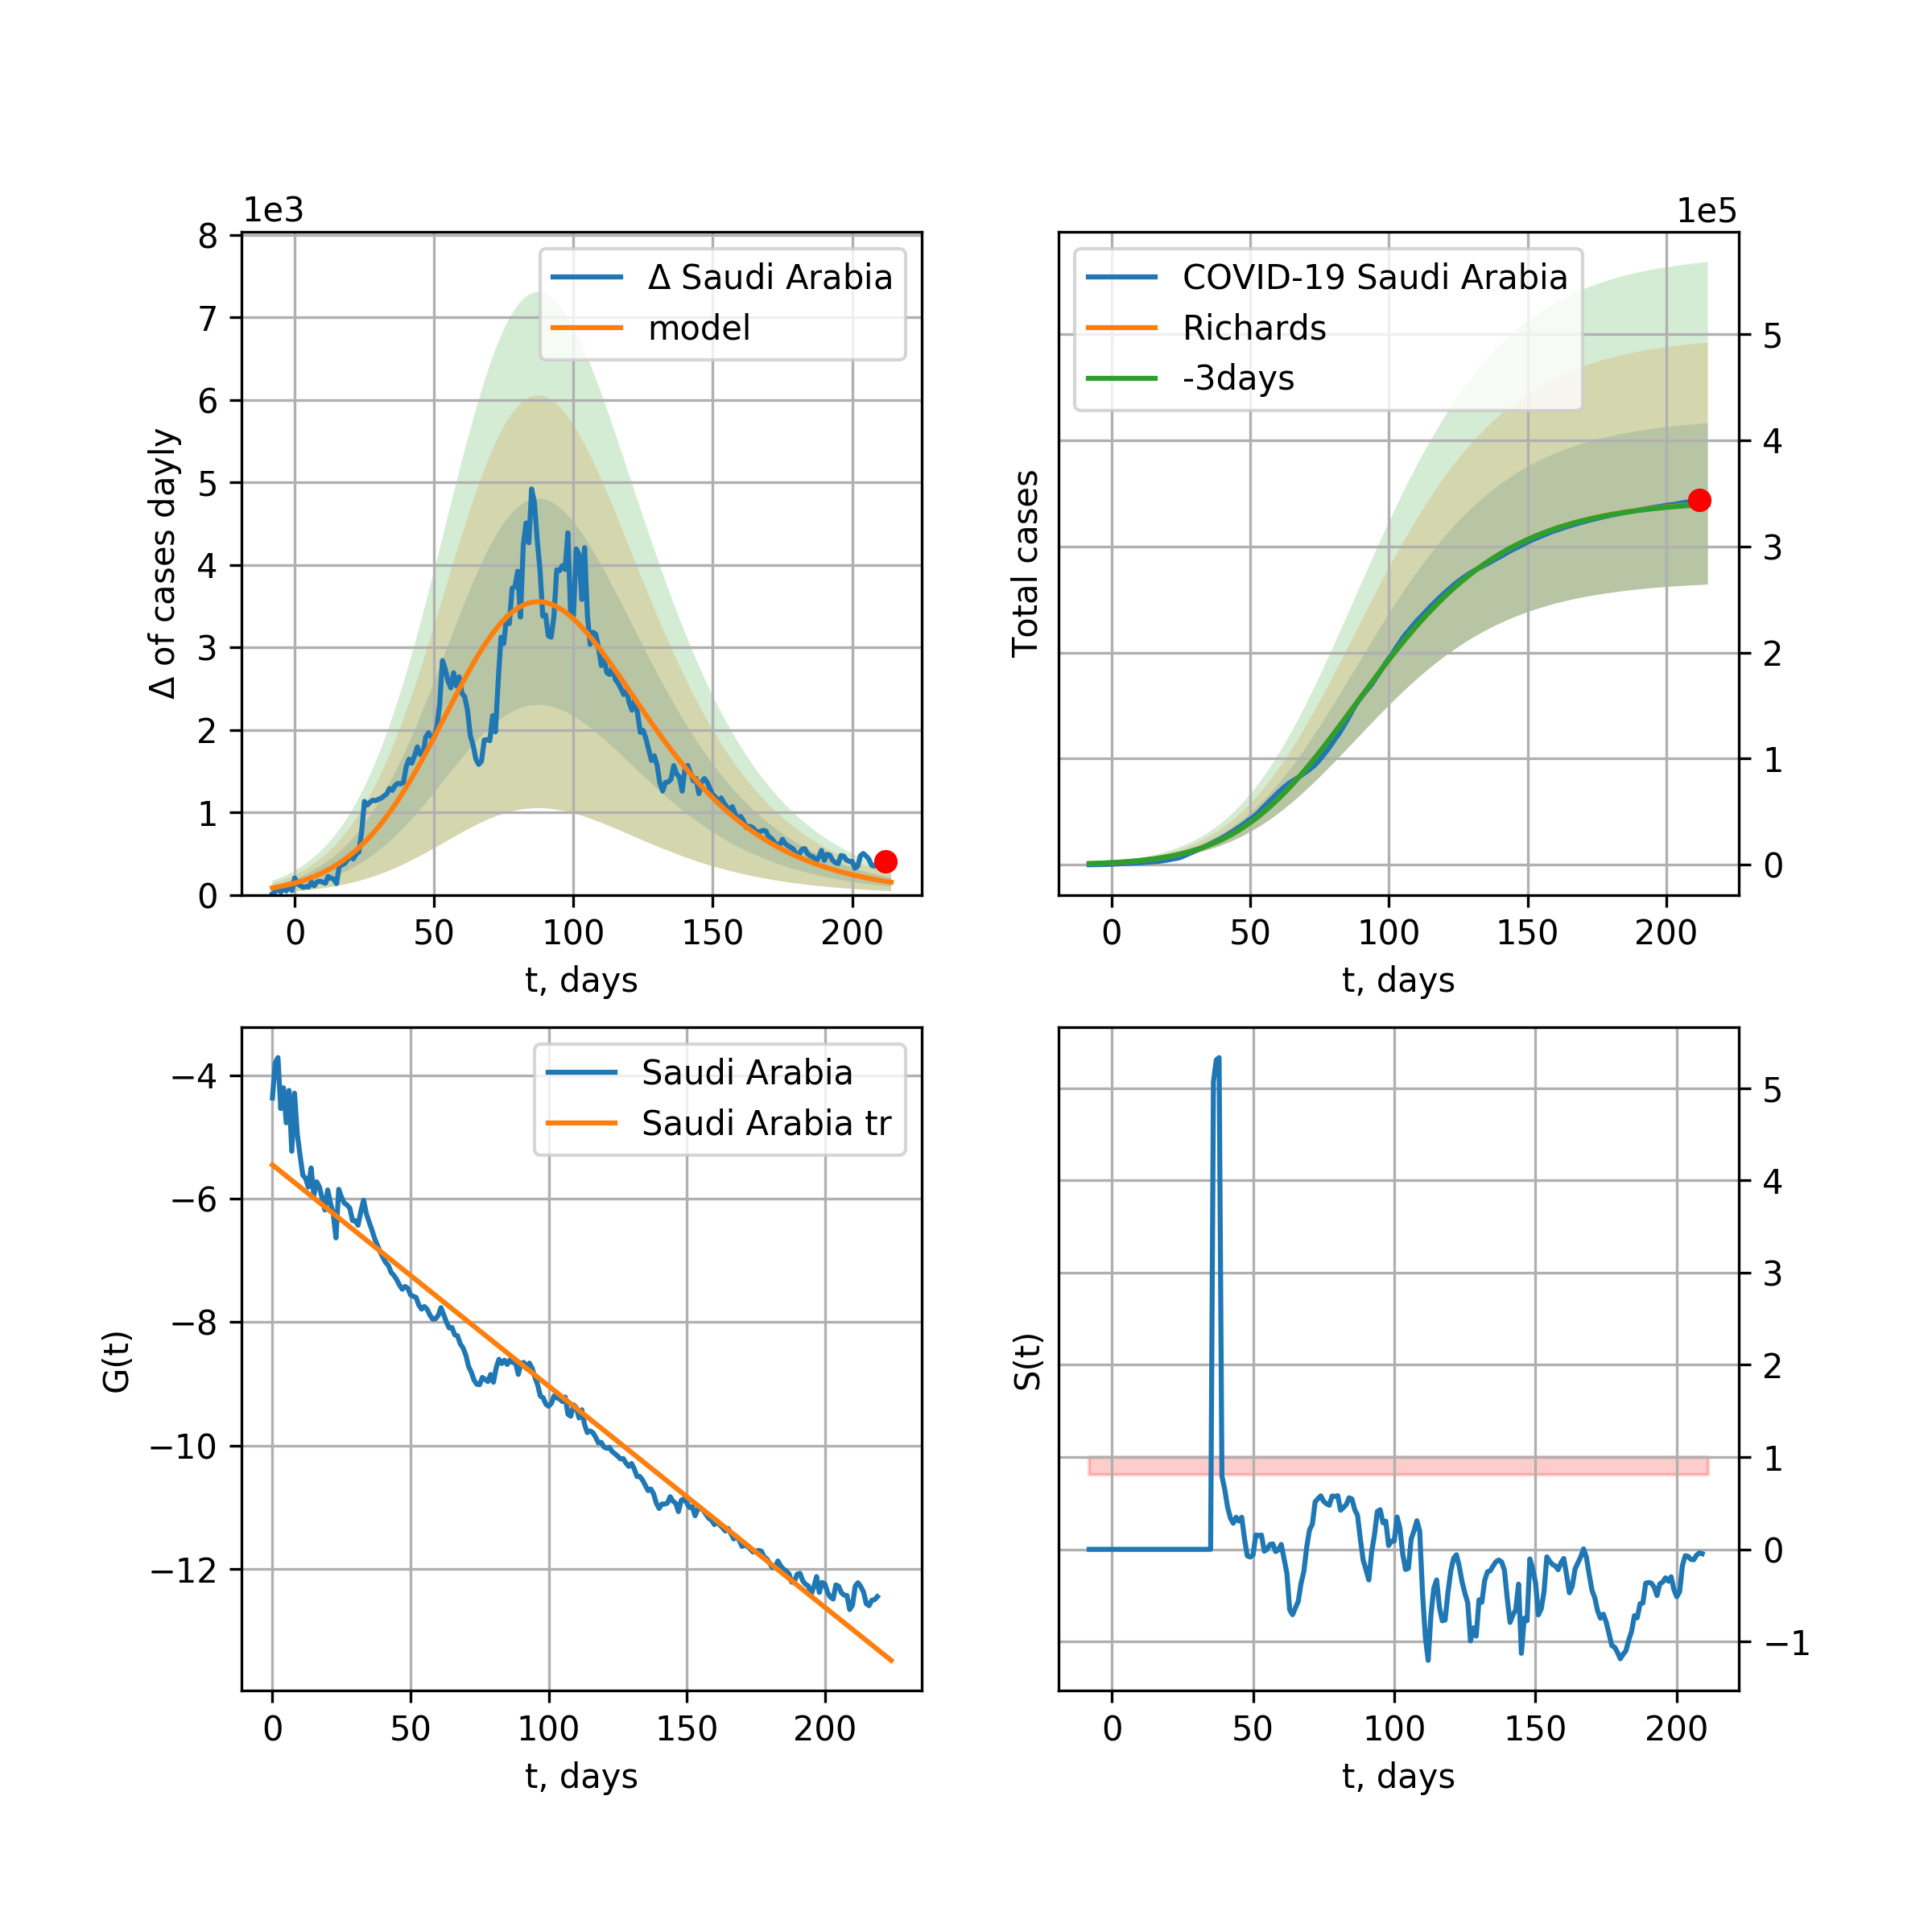 1e3
8
7
6
5
4
3
2
1
0
Δ of cases dayly
Δ Saudi Arabia
model
0 50 100 150 200
t, days
1e5
COVID-19 Saudi Arabia
Richards
-3days
Total cases
5
4
3
2
1
0
0 50 100 150 200
t, days
−4
−6
−8
−10
−12
G(t)
Saudi Arabia
Saudi Arabia tr
0 50 100 150 200
t, days
S(t)
5
4
3
2
1
0
−1
0 50 100 150 200
t, days